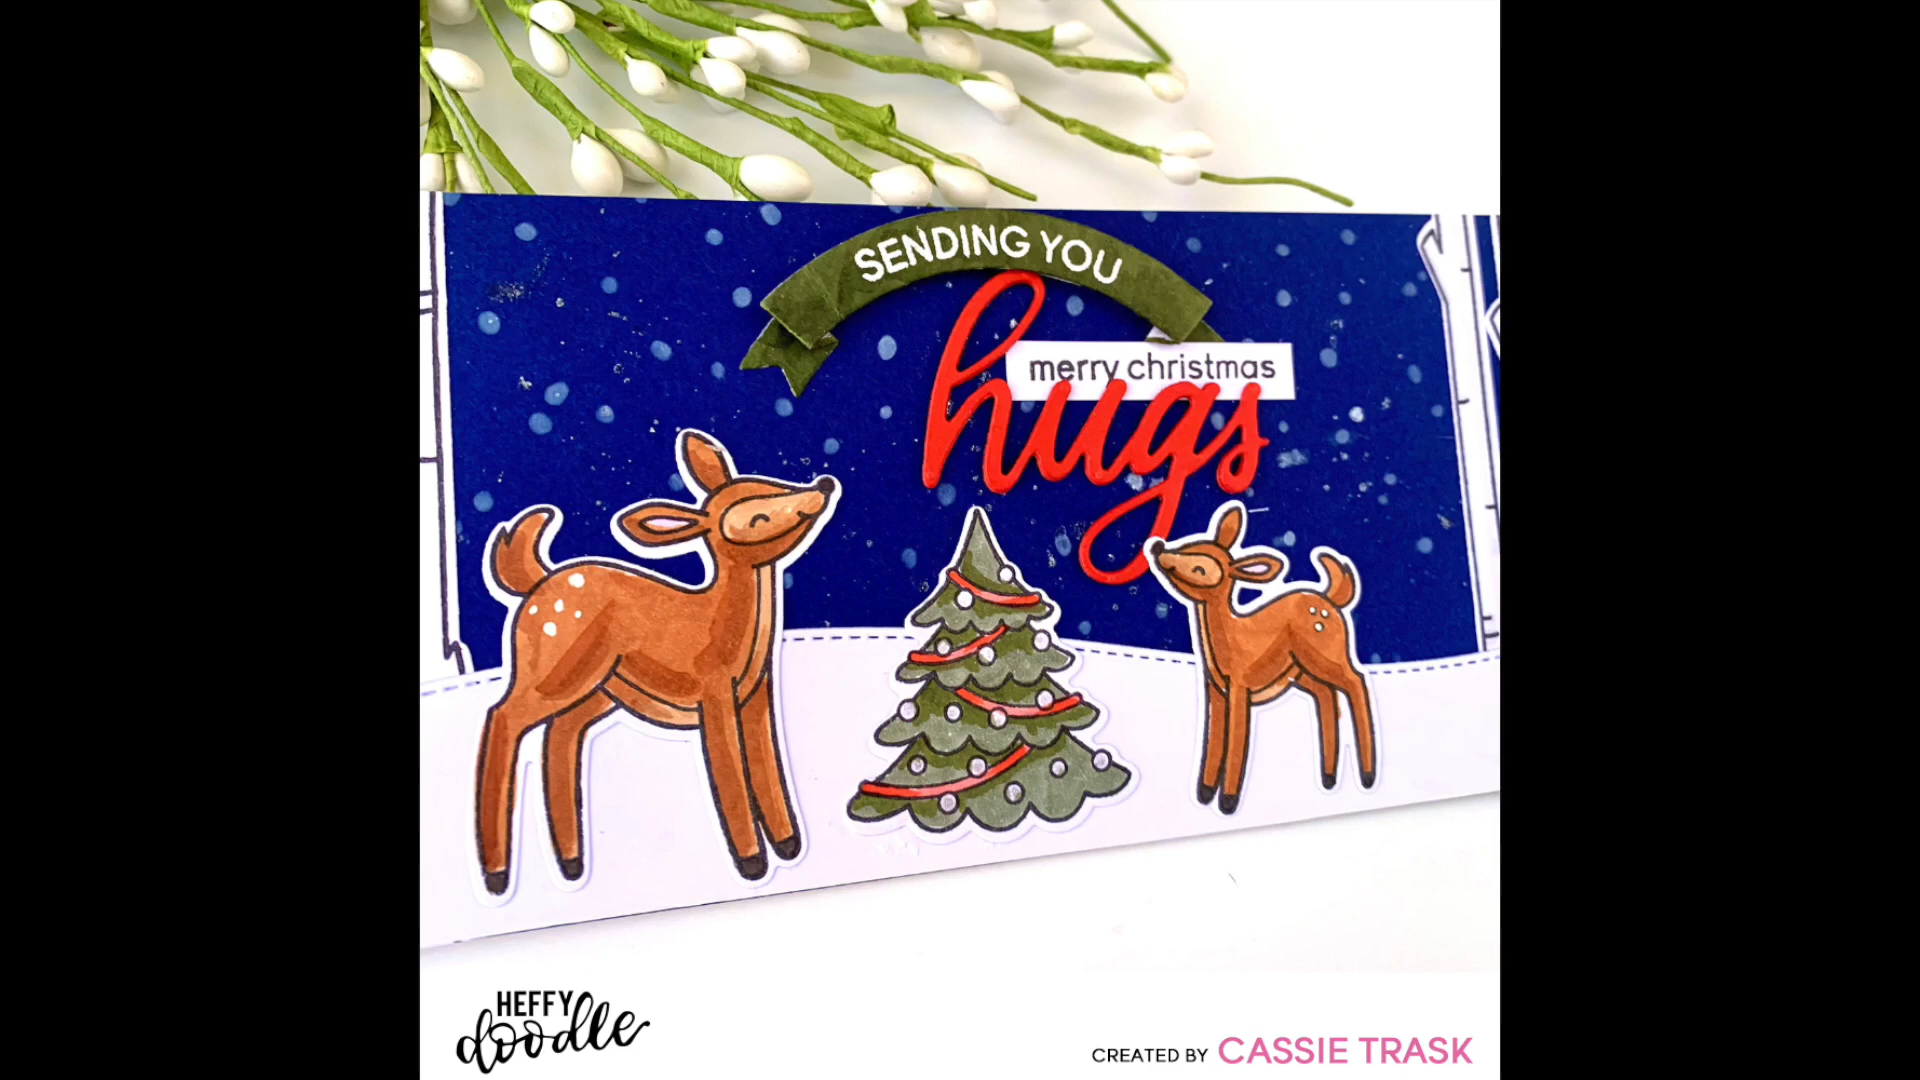 SENDING YOU
merry christmas
hugs
HEFFY
doodle
CREATED BY CASSIE TRASK